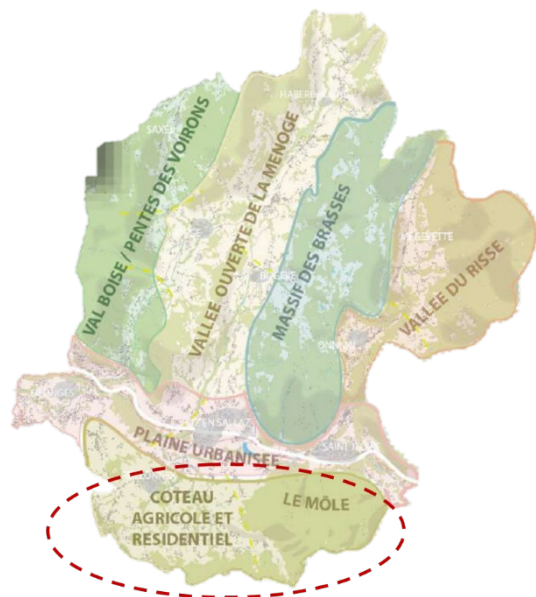 SAXEL
VAL BOISE / PENTES DES VOIRONS
VALLEE OUVERTE DE LA MENOGE
MASSIF DES BRASSES
VALLEE DU RISSE
PLAINE URBANISEE
COTEAU
AGRICOLE ET
RESIDENTIEL
LE MÔLE